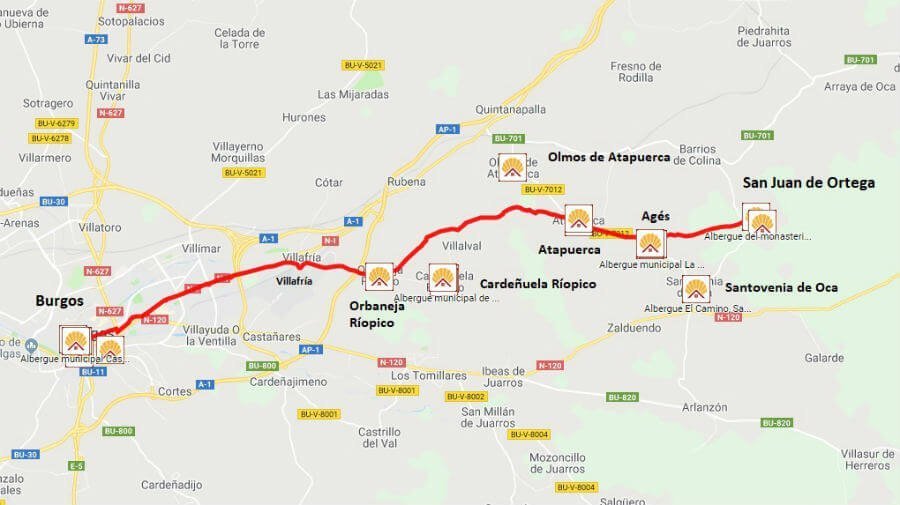 anueva de
o Ubierna
N-627
Sotopalacios
A-73
Celada de
la Torre
Piedrahita
de Juarros
Vivar del Cid
BU-V-5021
Fresno de
Rodilla
BU-701
Quintanilla
Vivar
Las Mijaradas
Arraya de Oca
Sotragero
N-627
Hurones
Quintanapalla
BU-V-6279
BU-V-6278
AP-1
BU-701
BU-701
Villarmero
Villayerno
Morquillas
Barrios
de Colina
Olmos de Atapuerca
BU-V-5021
Cótar
Rubena
BU-V-7012
San Juan de Ortega
BU-30
-Arenas
Villatoro
A-1
N-I
Agés
Villímar
Villafría
Villalval
BU-V-7012
Albergue del monasteri...
Atapuerca
Albergue municipal La ...
N-627
Villafría
Cardeñuela Ríopico
Santovenia de Oca
Burgos
Albergue municipal de ...
Orbaneja
Ríopico
Albergue El Camino, Sa...
N-627
N-120
Villayuda O
la Ventilla
Castañares
Zalduendo
N-120
AP-1
Albergue municipal Cas...
BU-11
BU-800
N-120
N-120
Galarde
Cortes
A-1
Cardeñajimeno
Los Tomillares
Ibeas de
Juarros
BU-V-8001
BU-V-8002
BU-820
Arlanzón
BU-V-8001
San Millán
de Juarros
BU-820
BU-800
Castrillo
del Val
BU-V-8004
BU-30
Villasur de
Herreros
E-5
Mozoncillo
de Juarros
Cardeñadijo
BU-V-8004
Salgüero